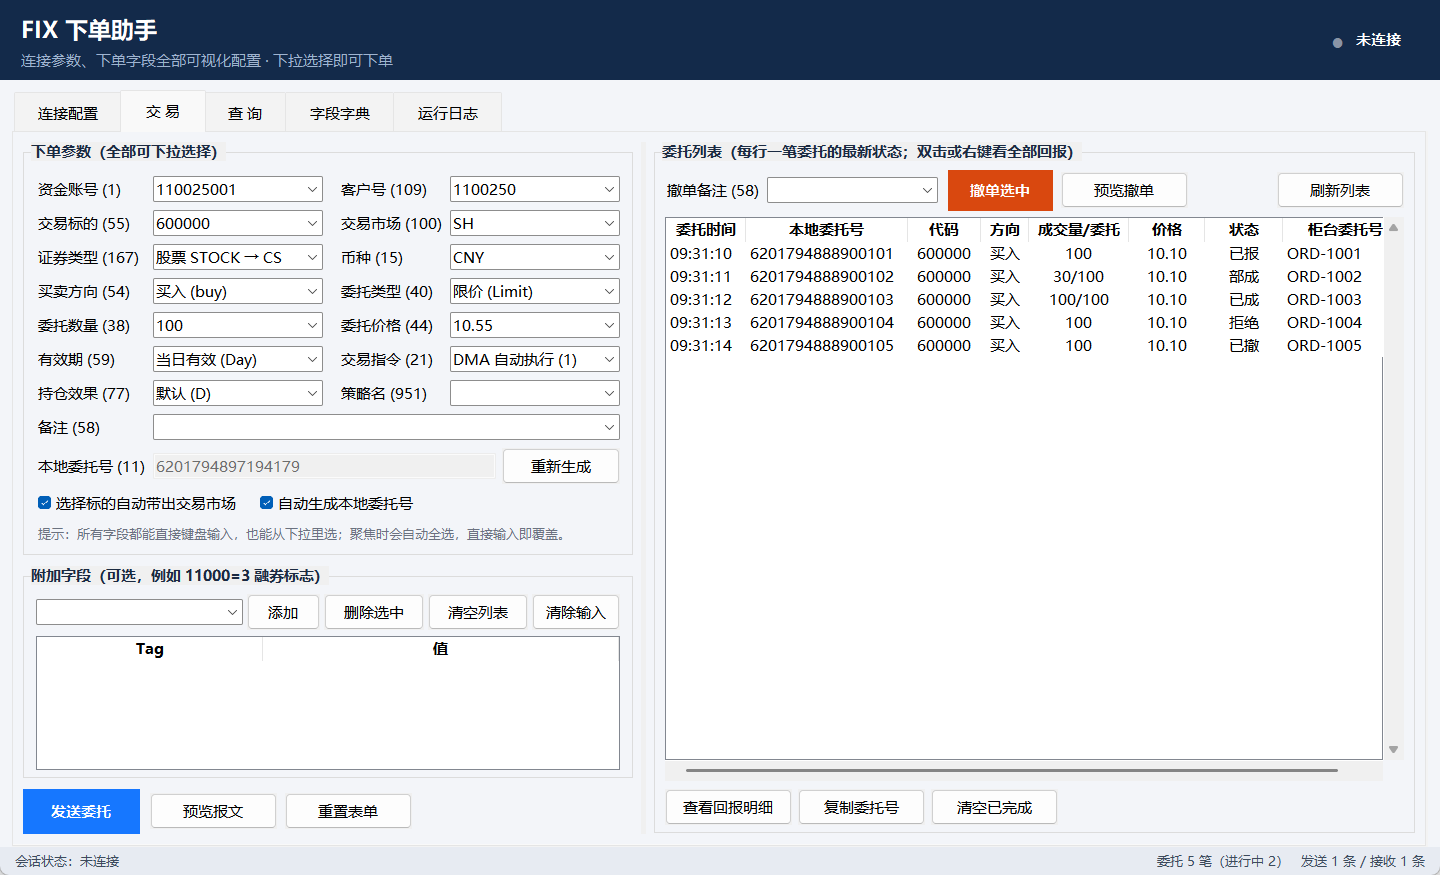 FIX 下单助手
连接参数、下单字段全部可视化配置 · 下拉选择即可下单
未连接
连接配置 交 易 查 询 字段字典 运行日志
下单参数（全部可下拉选择）
资金账号 (1) 110025001 客户号 (109) 1100250
交易标的 (55) 600000 交易市场 (100) SH
证券类型 (167) 股票 STOCK → CS 币种 (15) CNY
买卖方向 (54) 买入 (buy) 委托类型 (40) 限价 (Limit)
委托数量 (38) 100 委托价格 (44) 10.55
有效期 (59) 当日有效 (Day) 交易指令 (21) DMA 自动执行 (1)
持仓效果 (77) 默认 (D) 策略名 (951)
备注 (58)
本地委托号 (11) 6201794897194179 重新生成
选择标的自动带出交易市场 自动生成本地委托号
提示：所有字段都能直接键盘输入，也能从下拉里选；聚焦时会自动全选，直接输入即覆盖。
附加字段（可选，例如 11000=3 融券标志）
添加 删除选中 清空列表 清除输入
Tag 值
发送委托 预览报文 重置表单
委托列表（每行一笔委托的最新状态；双击或右键看全部回报）
撤单备注 (58) 撤单选中 预览撤单 刷新列表
委托时间 本地委托号 代码 方向 成交量/委托 价格 状态 柜台委托号
09:31:10 6201794888900101 600000 买入 100 10.10 已报 ORD-1001
09:31:11 6201794888900102 600000 买入 30/100 10.10 部成 ORD-1002
09:31:12 6201794888900103 600000 买入 100/100 10.10 已成 ORD-1003
09:31:13 6201794888900104 600000 买入 100 10.10 拒绝 ORD-1004
09:31:14 6201794888900105 600000 买入 100 10.10 已撤 ORD-1005
查看回报明细 复制委托号 清空已完成
会话状态：未连接 委托 5 笔（进行中 2） 发送 1 条 / 接收 1 条